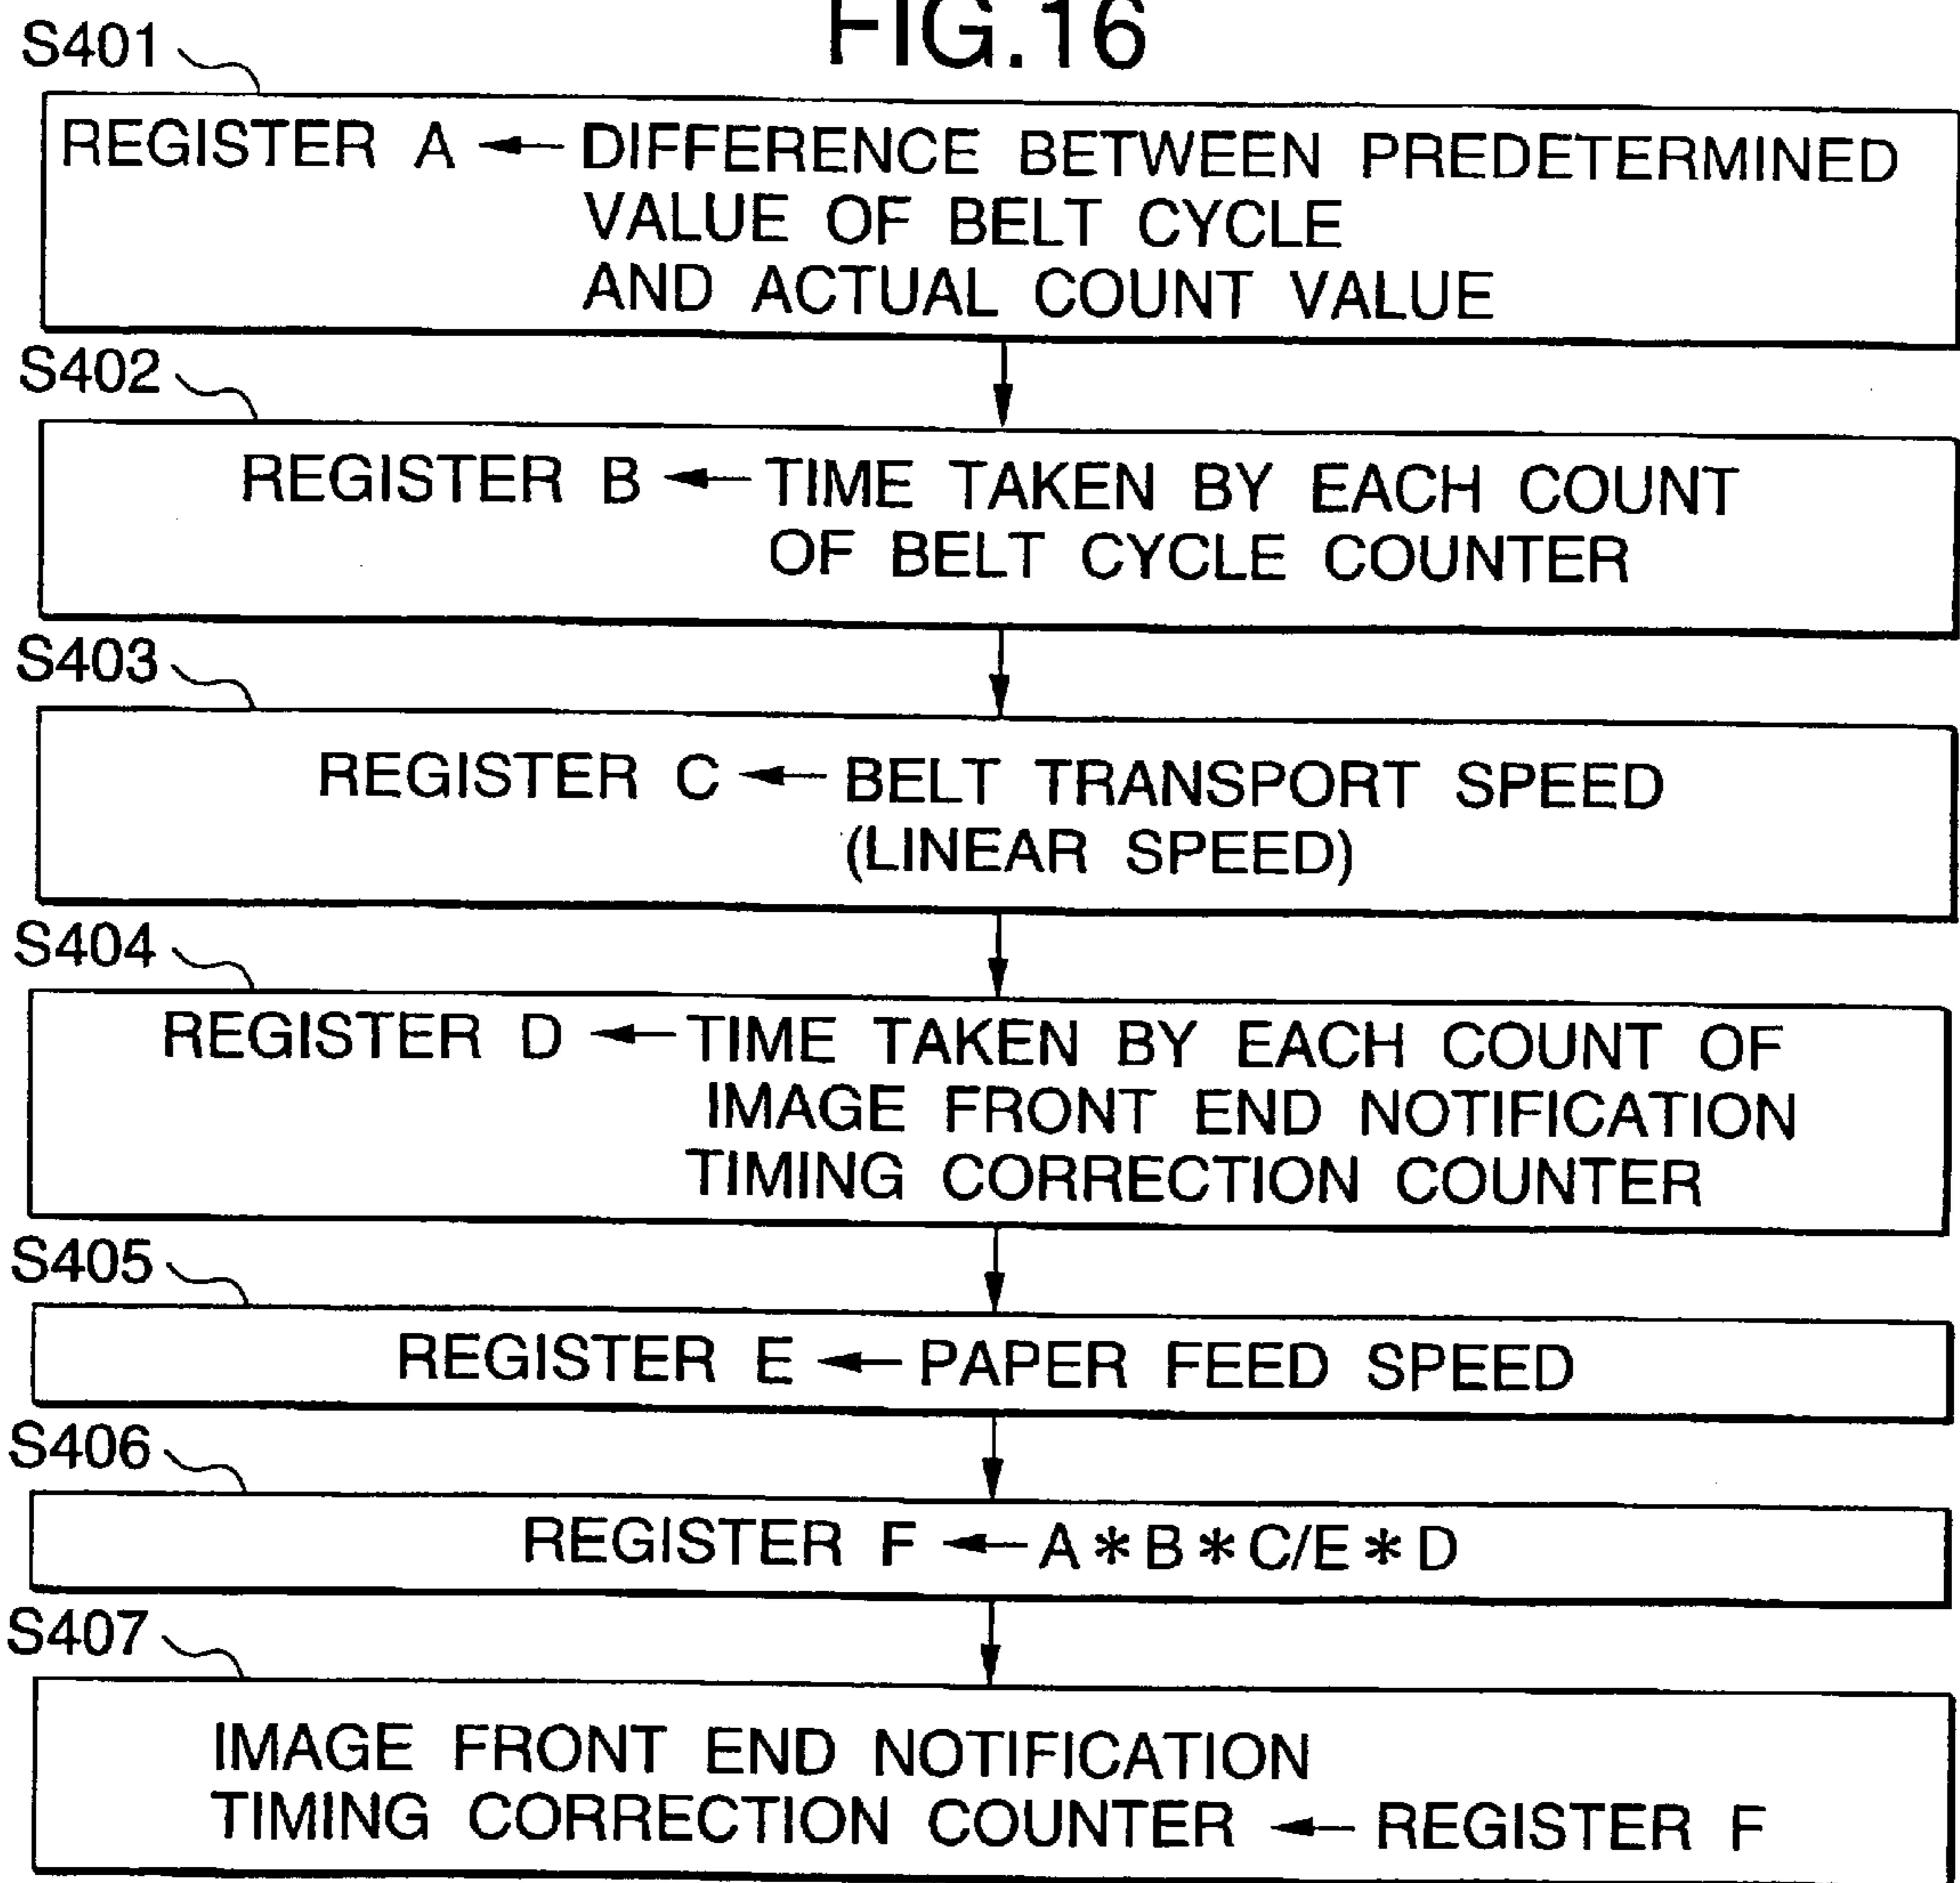 FIG.16
S401
REGISTER A ← DIFFERENCE BETWEEN PREDETERMINED
VALUE OF BELT CYCLE
AND ACTUAL COUNT VALUE
S402
REGISTER B ← TIME TAKEN BY EACH COUNT
OF BELT CYCLE COUNTER
S403
REGISTER C ← BELT TRANSPORT SPEED
(LINEAR SPEED)
S404
REGISTER D ← TIME TAKEN BY EACH COUNT OF
IMAGE FRONT END NOTIFICATION
TIMING CORRECTION COUNTER
S405
REGISTER E ← PAPER FEED SPEED
S406
REGISTER F ← A * B * C/E * D
S407
IMAGE FRONT END NOTIFICATION
TIMING CORRECTION COUNTER ← REGISTER F